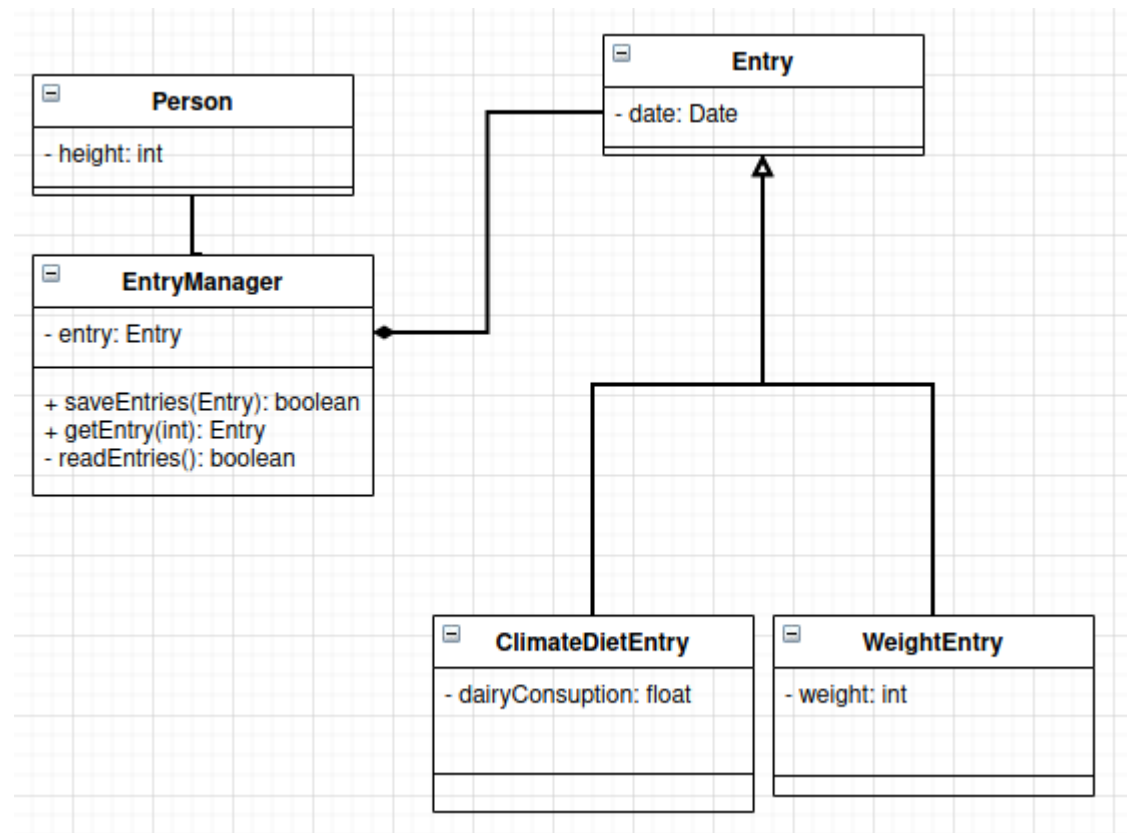 Person
- height: int
EntryManager
- entry: Entry
+ saveEntries(Entry): boolean
+ getEntry(int): Entry
- readEntries(): boolean
Entry
- date: Date
ClimateDietEntry
- dairyConsuption: float
WeightEntry
- weight: int